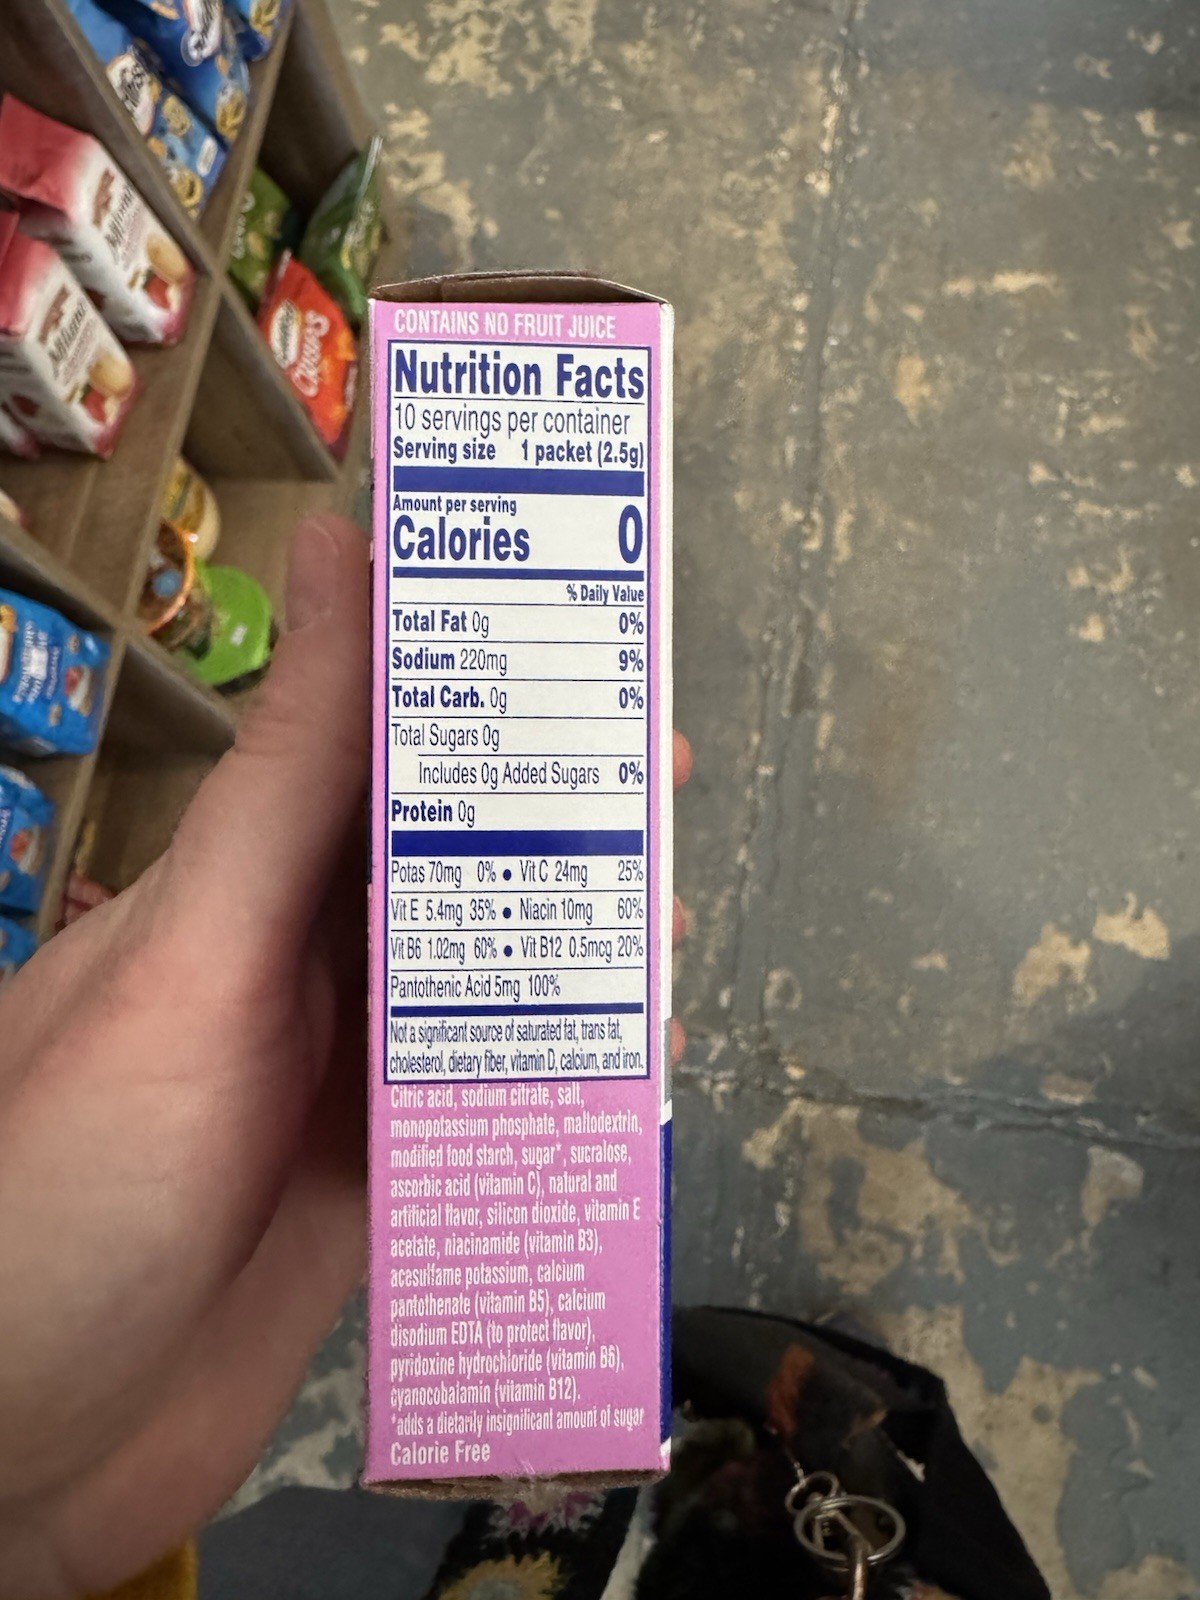 CONTAINS NO FRUIT JUICE
Nutrition Facts
10 servings per container
Serving size 1 packet (2.5g)
Amount per serving
Calories 0
% Daily Value
Total Fat 0g 0%
Sodium 220mg 9%
Total Carb. 0g 0%
Total Sugars 0g
Includes 0g Added Sugars 0%
Protein 0g
Potas 70mg 0% • Vit C 24mg 25%
Vit E 5.4mg 35% • Niacin 10mg 60%
Vit B6 1.02mg 60% • Vit B12 0.5mcg 20%
Pantothenic Acid 5mg 100%
Not a significant source of saturated fat, trans fat,
cholesterol, dietary fiber, vitamin D, calcium, and iron.
Citric acid, sodium citrate, salt,
monopotassium phosphate, maltodextrin,
modified food starch, sugar*, sucralose,
ascorbic acid (vitamin C), natural and
artificial flavor, silicon dioxide, vitamin E
acetate, niacinamide (vitamin B3),
acesulfame potassium, calcium
pantothenate (vitamin B5), calcium
disodium EDTA (to protect flavor),
pyridoxine hydrochloride (vitamin B6),
cyanocobalamin (vitamin B12).
*adds a dietarily insignificant amount of sugar
Calorie Free
Milano
Milano
CRISPS